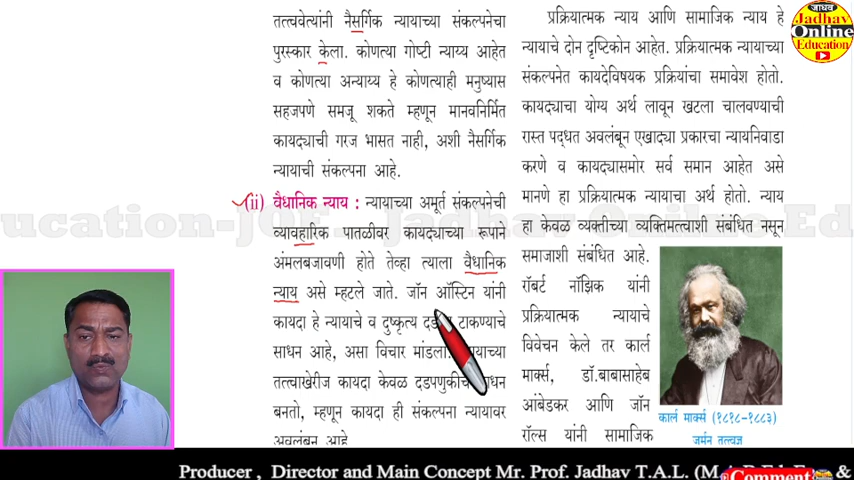 तत्त्ववेत्यांनी नैसर्गिक न्यायाच्या संकल्पनेचा
पुरस्कार केला. कोणत्या गोष्टी न्याय्य आहेत
व कोणत्या अन्याय्य हे कोणत्याही मनुष्यास
सहजपणे समजू शकते म्हणून मानवनिर्मित
कायद्याची गरज भासत नाही, अशी नैसर्गिक
न्यायाची संकल्पना आहे.
(ii) वैधानिक न्याय : न्यायाच्या अमूर्त संकल्पनेची
व्यावहारिक पातळीवर कायद्याच्या रूपाने
अंमलबजावणी होते तेव्हा त्याला वैधानिक
न्याय असे म्हटले जाते. जॉन ऑस्टिन यांनी
कायदा हे न्यायाचे व दुष्कृत्य टाकण्याचे
साधन आहे, असा विचार मांडला.
तत्त्वाखेरीज कायदा केवळ दडपणुकीचे साधन
बनतो, म्हणून कायदा ही संकल्पना न्यायावर
अवलंबून आहे
प्रक्रियात्मक न्याय आणि सामाजिक न्याय हे
न्यायाचे दोन दृष्टिकोन आहेत. प्रक्रियात्मक न्यायाच्या
संकल्पनेत कायदेविषयक प्रक्रियांचा समावेश होतो.
कायद्याचा योग्य अर्थ लावून खटला चालवण्याची
रास्त पद्धत अवलंबून एखाद्या प्रकारचा न्यायनिवाडा
करणे व कायद्यासमोर सर्व समान आहेत असे
मानणे हा प्रक्रियात्मक न्यायाचा अर्थ होतो. न्याय
हा केवळ व्यक्तीच्या व्यक्तिमत्वाशी संबंधित नसून
समाजाशी संबंधित आहे.
रॉबर्ट नॉझिक यांनी
प्रक्रियात्मक न्यायाचे
विवेचन केले तर कार्ल
मार्क्स, डॉ.बाबासाहेब
आंबेडकर आणि जॉन
रॉल्स यांनी सामाजिक
कार्ल मार्क्स (१८१८-१८८३)
जर्मन तत्त्वज्ञ
जाधव
Jadhav
Online
Education
Producer , Director and Main Concept Mr. Prof. Jadhav T.A.L.
Comment